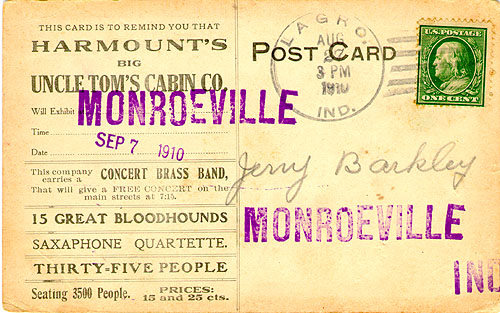 THIS CARD IS TO REMIND YOU THAT
HARMOUNT'S
BIG
UNCLE TOM'S CABIN CO.
Will Exhibit at
MONROEVILLE
Time
SEP 7 1910
Date
This company carries a CONCERT BRASS BAND,
That will give a FREE CONCERT on the
main streets at 7:15.
15 GREAT BLOODHOUNDS
SAXAPHONE QUARTETTE.
THIRTY=FIVE PEOPLE
Seating 3500 People. PRICES:
15 and 25 cts.
POST CARD
LAGRO,
AUG
3 PM
1910
IND.
U.S. POSTAGE
ONE CENT
Jerry Barkley
MONROEVILLE
IND